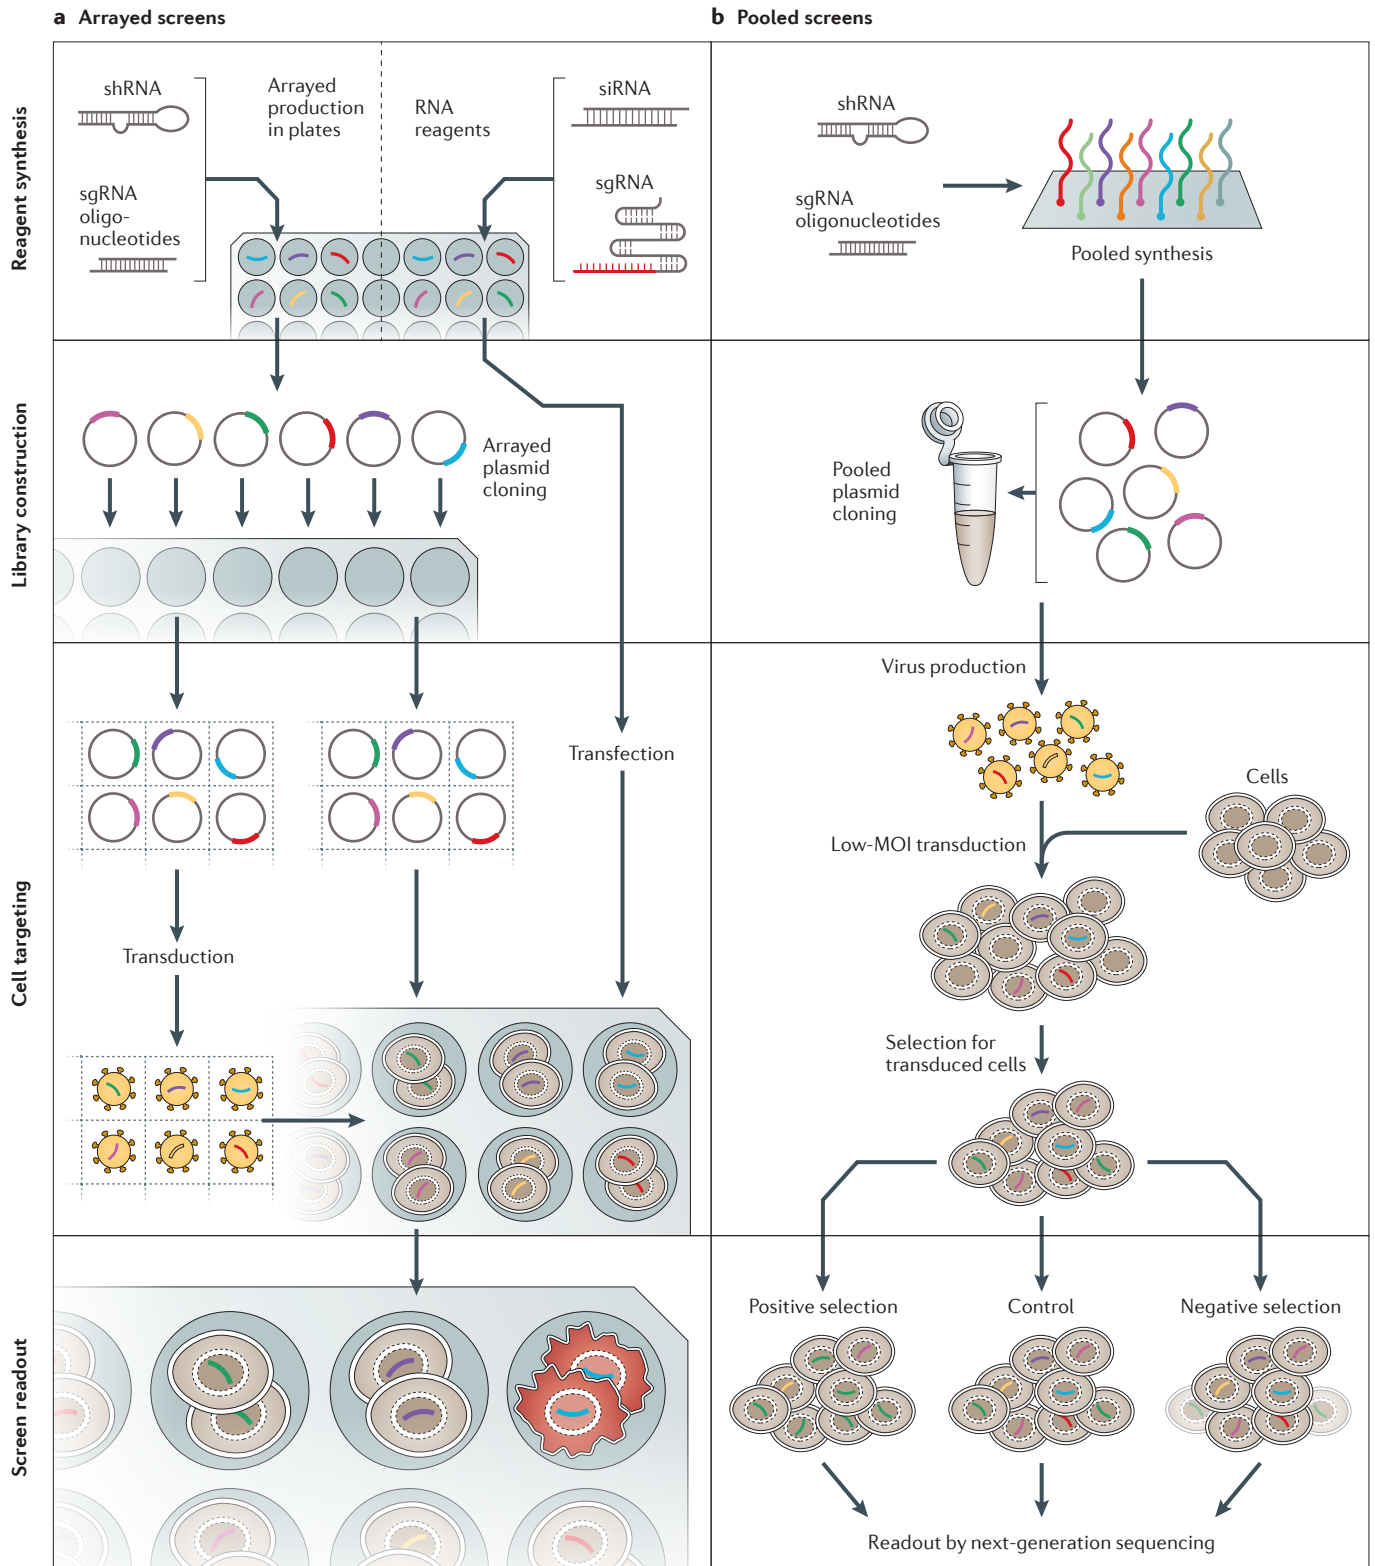 a Arrayed screens
b Pooled screens
Reagent synthesis
shRNA
Arrayed
production
in plates
RNA
reagents
siRNA
sgRNA
oligo-
nucleotides
sgRNA
shRNA
sgRNA
oligonucleotides
Pooled synthesis
Library construction
Arrayed
plasmid
cloning
Pooled
plasmid
cloning
Cell targeting
Transfection
Transduction
Virus production
Cells
Low-MOI transduction
Selection for
transduced cells
Screen readout
Positive selection
Control
Negative selection
Readout by next-generation sequencing